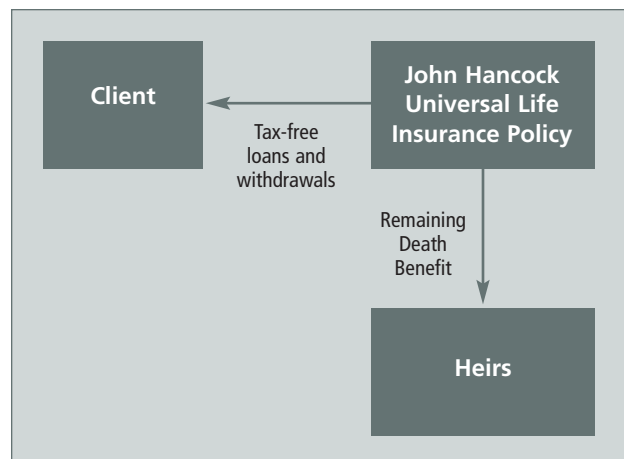 Client
John Hancock
Universal Life
Insurance Policy
Tax-free
loans and
withdrawals
Remaining
Death
Benefit
Heirs